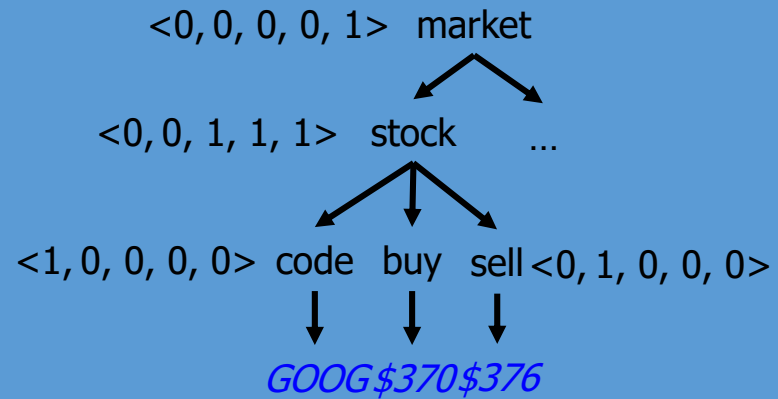 <0, 0, 0, 0, 1> market
<0, 0, 1, 1, 1> stock ...
<1, 0, 0, 0, 0> code buy sell <0, 1, 0, 0, 0>
GOOG $370 $376